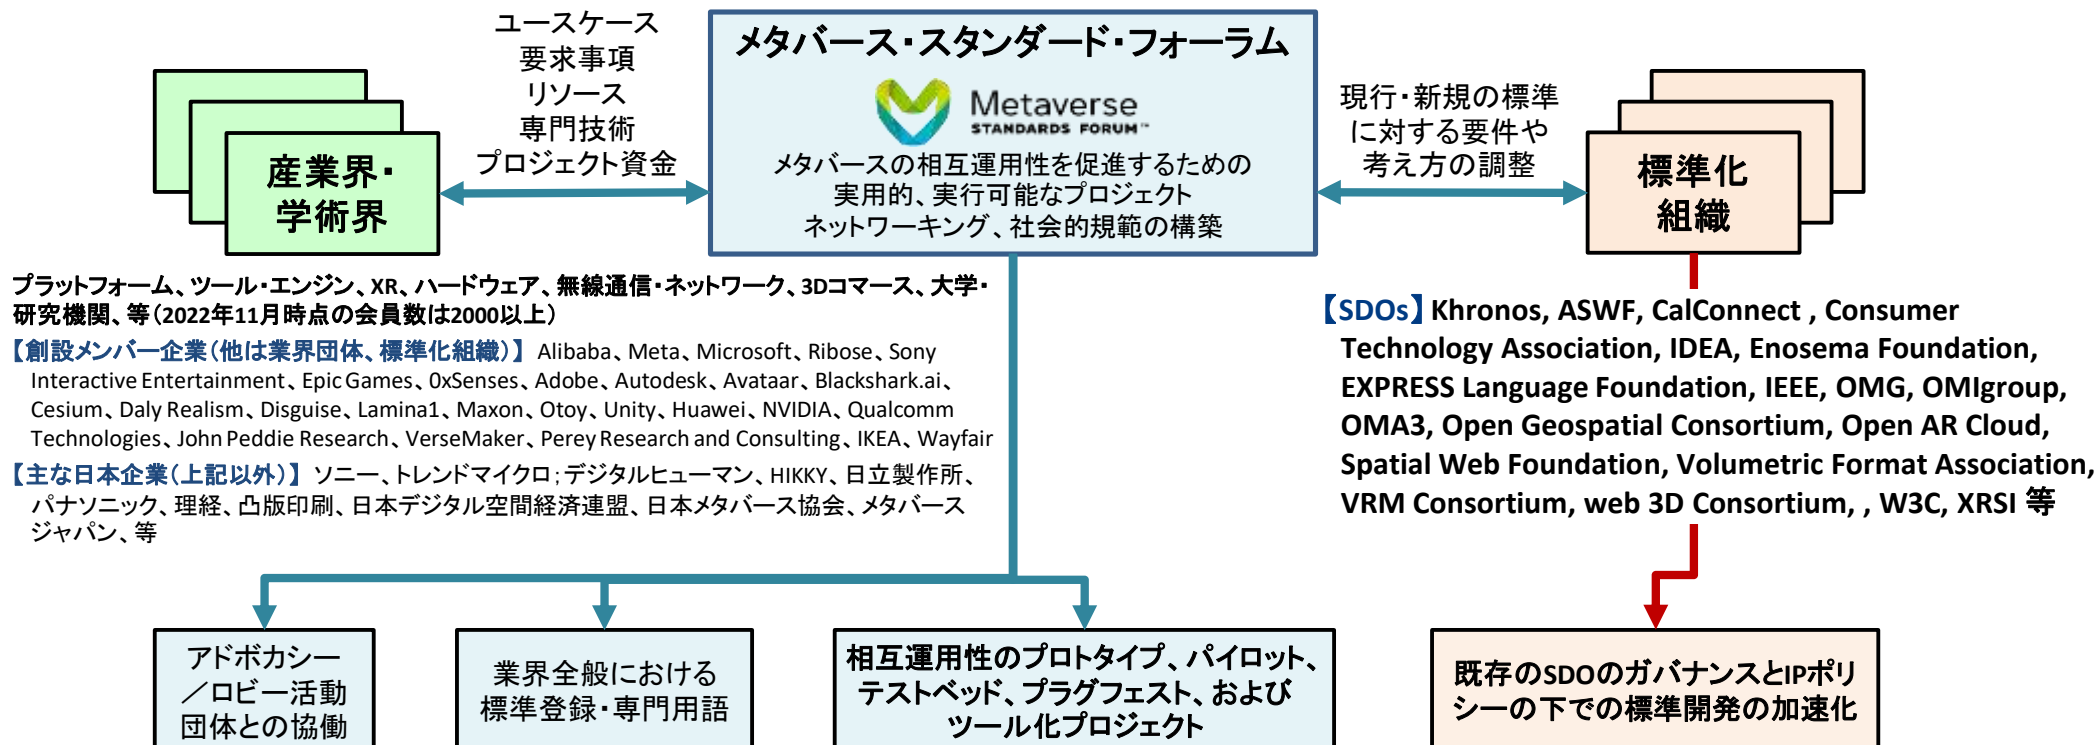 ユースケース
要求事項
リソース
専門技術
プロジェクト資金
メタバース・スタンダード・フォーラム
Metaverse
STANDARDS FORUM™
メタバースの相互運用性を促進するための
実用的、実行可能なプロジェクト
ネットワーキング、社会的規範の構築
現行・新規の標準
に対する要件や
考え方の調整
産業界・
学術界
標準化
組織
プラットフォーム、ツール・エンジン、XR、ハードウェア、無線通信・ネットワーク、3Dコマース、大学・
研究機関、等(2022年11月時点の会員数は2000以上)
【創設メンバー企業(他は業界団体、標準化組織)】 Alibaba、Meta、Microsoft、Ribose、Sony
Interactive Entertainment、Epic Games、0xSenses、Adobe、Autodesk、Avataar、Blackshark.ai、
Cesium、Daly Realism、Disguise、Lamina1、Maxon、Otoy、Unity、Huawei、NVIDIA、Qualcomm
Technologies、John Peddie Research、VerseMaker、Perey Research and Consulting、IKEA、Wayfair
【主な日本企業(上記以外)】 ソニー、トレンドマイクロ;デジタルヒューマン、HIKKY、日立製作所、
パナソニック、理経、凸版印刷、日本デジタル空間経済連盟、日本メタバース協会、メタバース
ジャパン、等
【SDOs】 Khronos, ASWF, CalConnect , Consumer
Technology Association, IDEA, Enosema Foundation,
EXPRESS Language Foundation, IEEE, OMG, OMIgroup,
OMA3, Open Geospatial Consortium, Open AR Cloud,
Spatial Web Foundation, Volumetric Format Association,
VRM Consortium, web 3D Consortium, , W3C, XRSI 等
アドボカシー
／ロビー活動
団体との協働
業界全般における
標準登録・専門用語
相互運用性のプロトタイプ、パイロット、
テストベッド、プラグフェスト、および
ツール化プロジェクト
既存のSDOのガバナンスとIPポリ
シーの下での標準開発の加速化